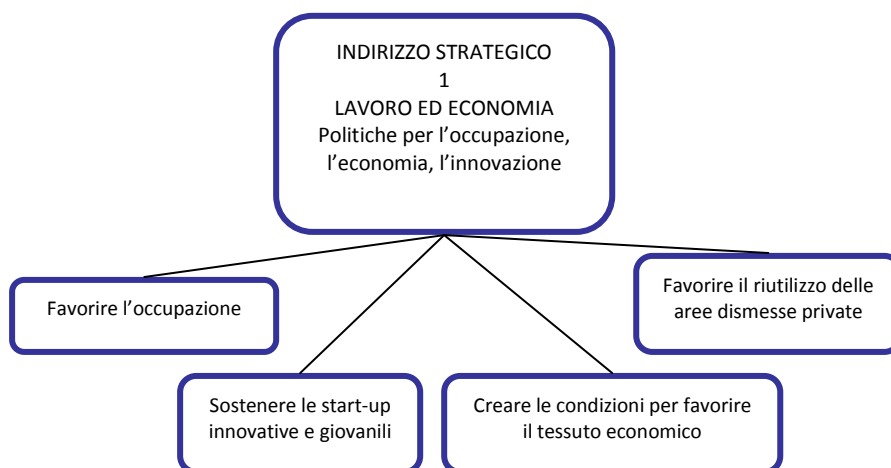 INDIRIZZO STRATEGICO
1
LAVORO ED ECONOMIA
Politiche per l’occupazione,
l’economia, l’innovazione
Favorire l’occupazione
Favorire il riutilizzo delle
aree dismesse private
Sostenere le start-up
innovative e giovanili
Creare le condizioni per favorire
il tessuto economico